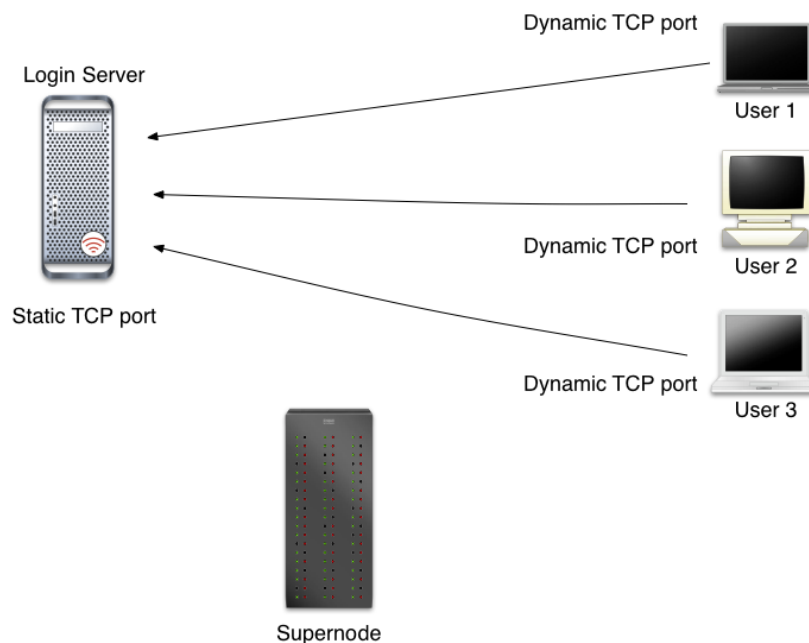 Dynamic TCP port
Login Server
User 1
Dynamic TCP port
User 2
Static TCP port
Dynamic TCP port
User 3
Supernode